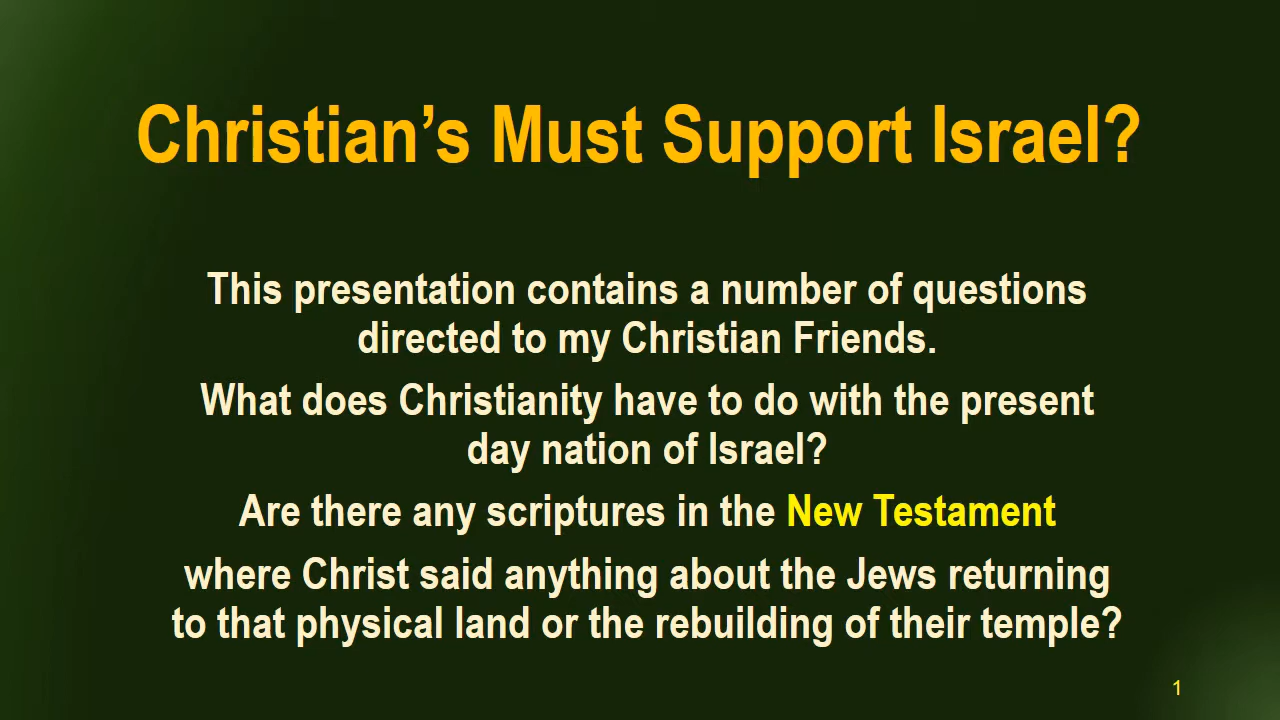 Christian’s Must Support Israel?
This presentation contains a number of questions
directed to my Christian Friends.
What does Christianity have to do with the present
day nation of Israel?
Are there any scriptures in the New Testament
where Christ said anything about the Jews returning
to that physical land or the rebuilding of their temple?
1